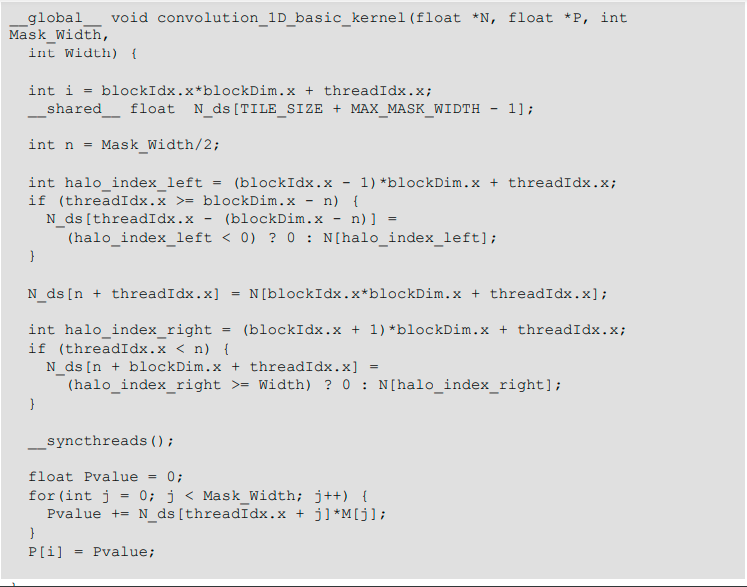 __global__ void convolution_1D_basic_kernel(float *N, float *P, int
Mask_Width,
int Width) {
int i = blockIdx.x*blockDim.x + threadIdx.x;
__shared__ float N_ds[TILE_SIZE + MAX_MASK_WIDTH - 1];
int n = Mask_Width/2;
int halo_index_left = (blockIdx.x - 1)*blockDim.x + threadIdx.x;
if (threadIdx.x >= blockDim.x - n) {
N_ds[threadIdx.x - (blockDim.x - n)] =
(halo_index_left < 0) ? 0 : N[halo_index_left];
}
N_ds[n + threadIdx.x] = N[blockIdx.x*blockDim.x + threadIdx.x];
int halo_index_right = (blockIdx.x + 1)*blockDim.x + threadIdx.x;
if (threadIdx.x < n) {
N_ds[n + blockDim.x + threadIdx.x] =
(halo_index_right >= Width) ? 0 : N[halo_index_right];
}
__syncthreads();
float Pvalue = 0;
for(int j = 0; j < Mask_Width; j++) {
Pvalue += N_ds[threadIdx.x + j]*M[j];
}
P[i] = Pvalue;